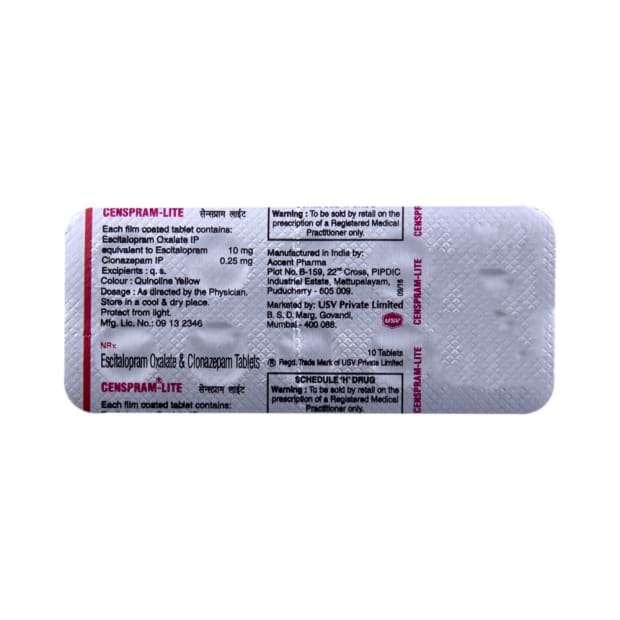 CENSPRAM-LITE सेन्सप्राम लाईट
Each film coated tablet contains:
Escitalopram Oxalate IP
equivalent to Escitalopram 10 mg
Clonazepam IP 0.25 mg
Excipients : q. s.
Colour : Quinoline Yellow
Dosage : As directed by the Physician.
Store in a cool & dry place.
Protect from light.
Mfg. Lic. No.: 09 13 2346
NRx
Escitalopram Oxalate & Clonazepam Tablets
CENSPRAM®-LITE सेन्सप्राम लाईट
Each film coated tablet contains:
Warning : To be sold by retail on the
prescription of a Registered Medical
Practitioner only.
Manufactured in India by:
Accent Pharma
Plot No. B-159, 22nd Cross, PIPDIC
Industrial Estate, Mettupalayam,
Puducherry - 605 009.
Marketed by: USV Private Limited
B. S. D. Marg, Govandi,
Mumbai - 400 088.
USV
09/18
10 Tablets
® Regd. Trade Mark of USV Private Limited
SCHEDULE 'H' DRUG
Warning : To be sold by retail on the
prescription of a Registered Medical
Practitioner only.
CENSPRAM-LITE
CENSPRAM-LITE